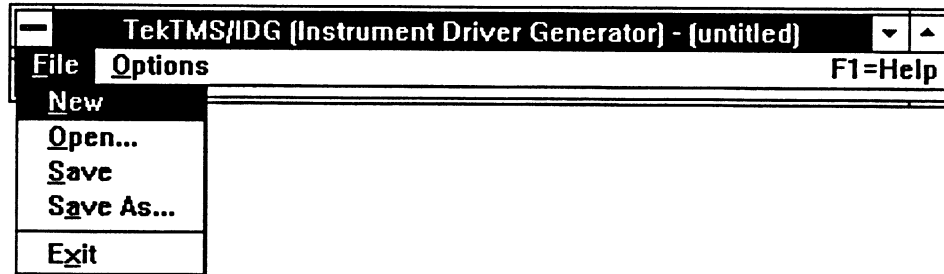 TekTMS/IDG (Instrument Driver Generator) - (untitled)
File Options F1=Help
New
Open...
Save
Save As...
Exit